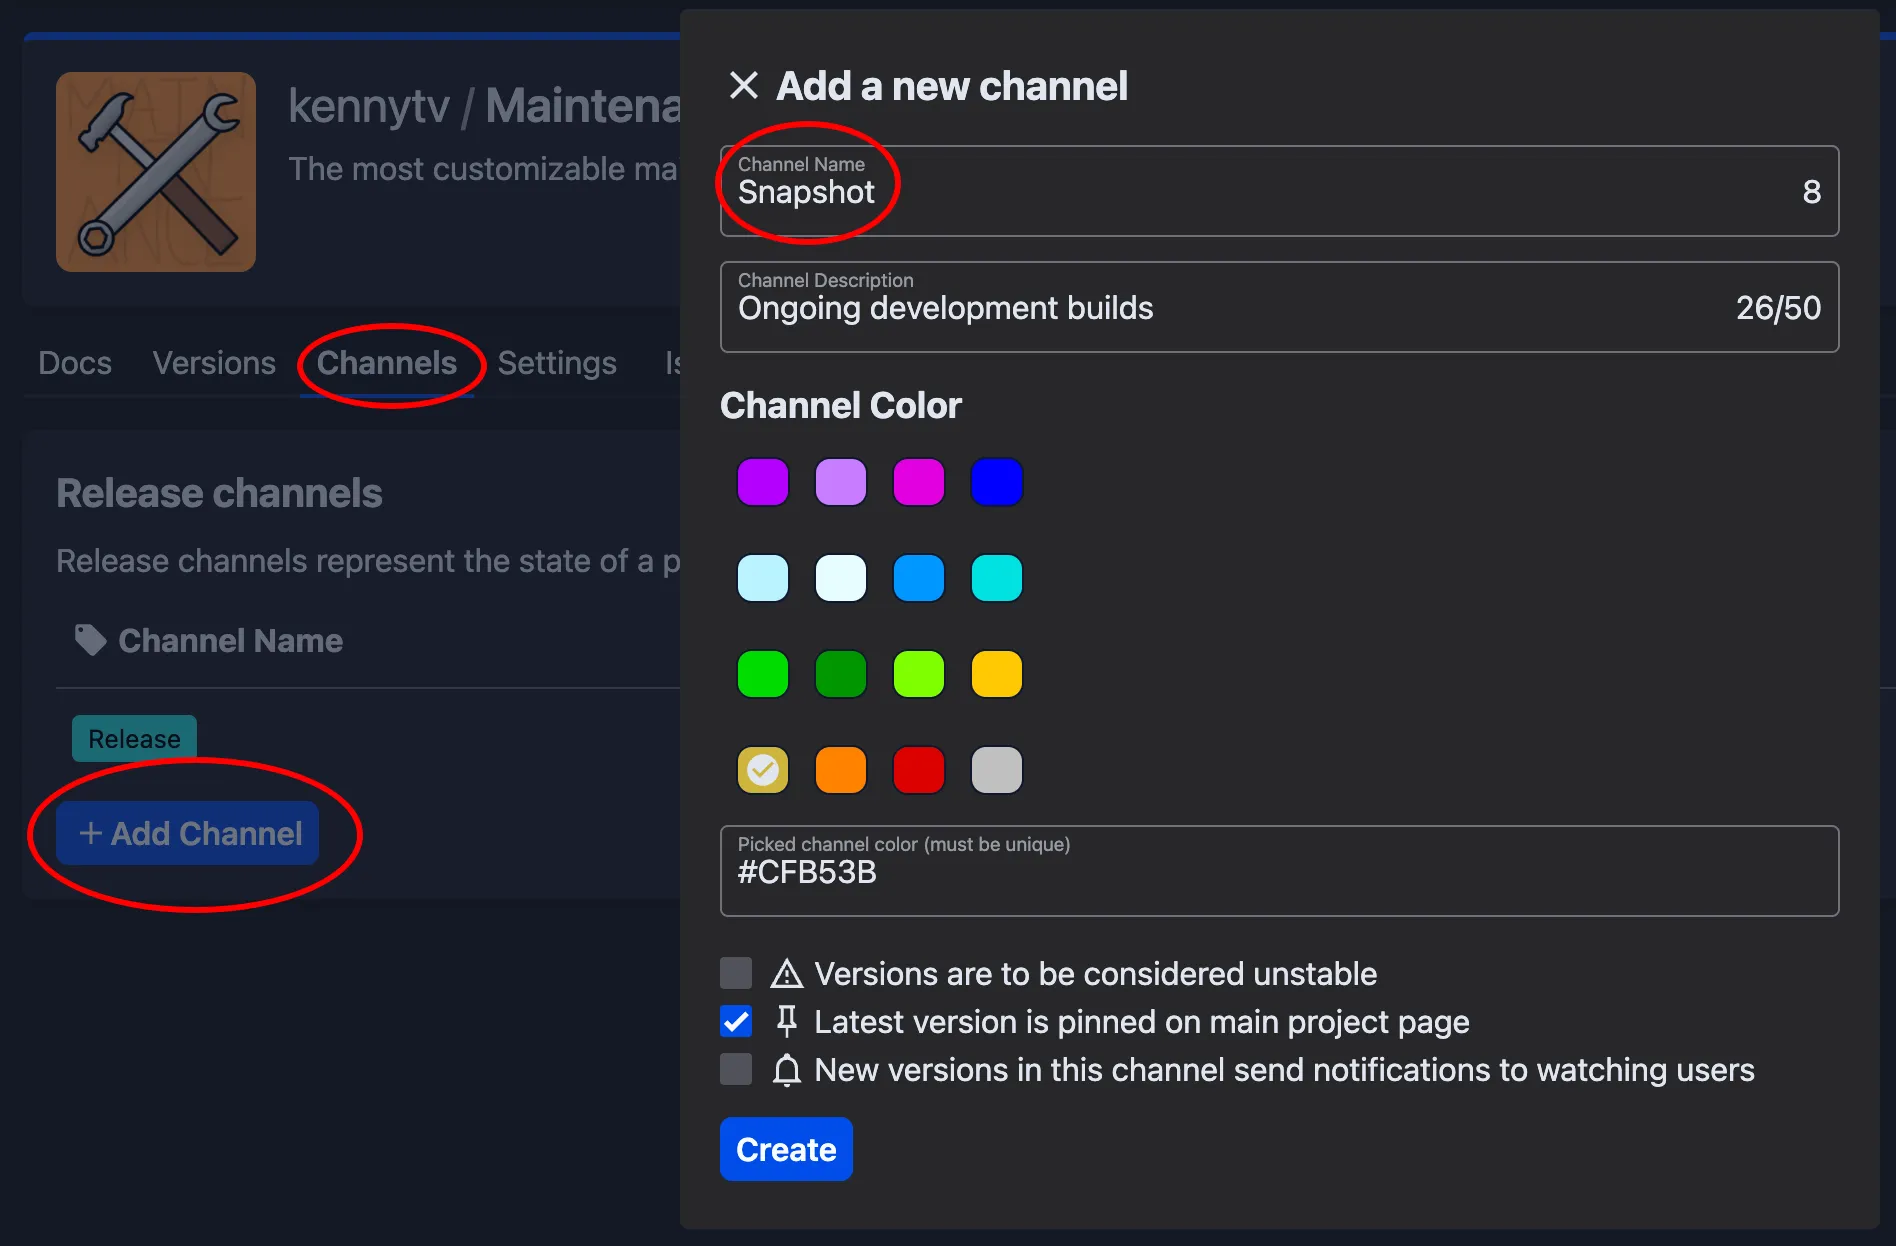 kennytv / Maintena
The most customizable ma
Docs Versions Channels Settings Is
Release channels
Release channels represent the state of a p
Channel Name
Release
+ Add Channel
Add a new channel
Channel Name
Snapshot 8
Channel Description
Ongoing development builds 26/50
Channel Color
Picked channel color (must be unique)
#CFB53B
Versions are to be considered unstable
Latest version is pinned on main project page
New versions in this channel send notifications to watching users
Create